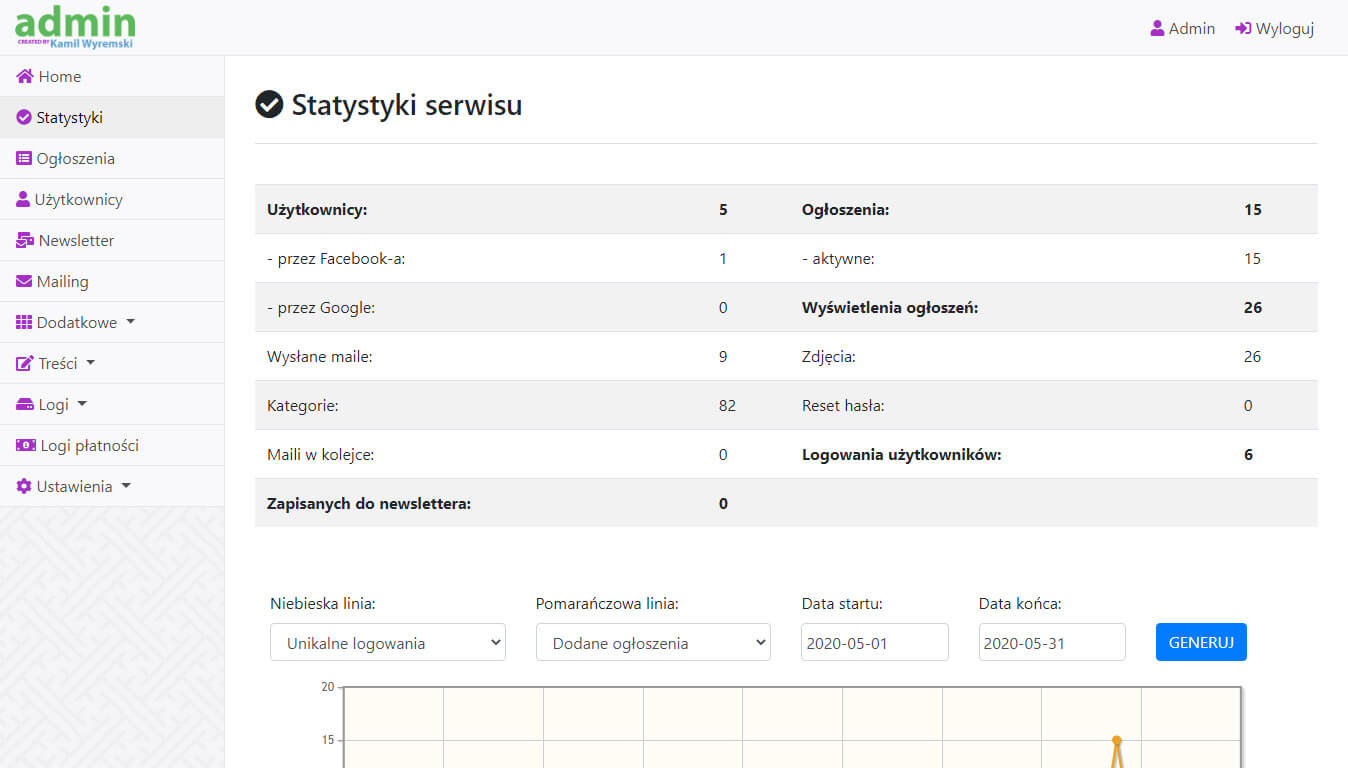 admin
CREATED BY Kamil Wyremski
Admin
Wyloguj
Home
Statystyki
Ogłoszenia
Użytkownicy
Newsletter
Mailing
Dodatkowe
Treści
Logi
Logi płatności
Ustawienia
Statystyki serwisu
Użytkownicy: 5 Ogłoszenia: 15
- przez Facebook-a: 1 - aktywne: 15
- przez Google: 0 Wyświetlenia ogłoszeń: 26
Wysłane maile: 9 Zdjęcia: 26
Kategorie: 82 Reset hasła: 0
Maili w kolejce: 0 Logowania użytkowników: 6
Zapisanych do newslettera: 0
Niebieska linia: Pomarańczowa linia: Data startu: Data końca:
Unikalne logowania Dodane ogłoszenia 2020-05-01 2020-05-31 GENERUJ
20
15